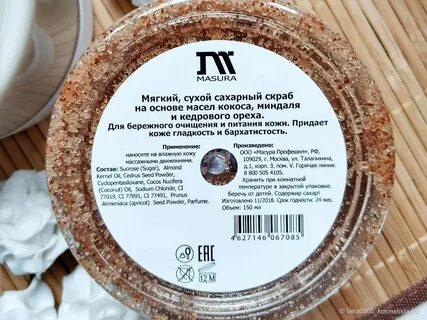 MASURA
Мягкий, сухой сахарный скраб
на основе масел кокоса, миндаля
и кедрового ореха.
Для бережного очищения и питания кожи. Придает
коже гладкость и бархатистость.
Применение:
наносите на влажную кожу
массажными движениями.
Состав: Sucrose (Sugar), Almond
Kernel Oil, Cedrus Seed Powder,
Cyclopentasiloxane, Cocos Nucifera
(Coconut) Oil, Sodium Chloride, CI
77019, CI 77891, CI 77491, Prunus
Armeniaca (apricot) Seed Powder, Parfume.
Произведено:
ООО «Масура Профешнл», РФ,
109029, г. Москва, ул. Талалихина,
д.1, корп. 3, пом. V. Горячая линия:
8 800 505 4105.
Хранить при комнатной
температуре в закрытой упаковке.
Беречь от детей. Содержит сахар!
Изготовлено 11/2018. Срок годности: 24 мес.
Объем: 150 мл
EAC
12 M
4627146067085
© Vera0305, kosmetista.ru